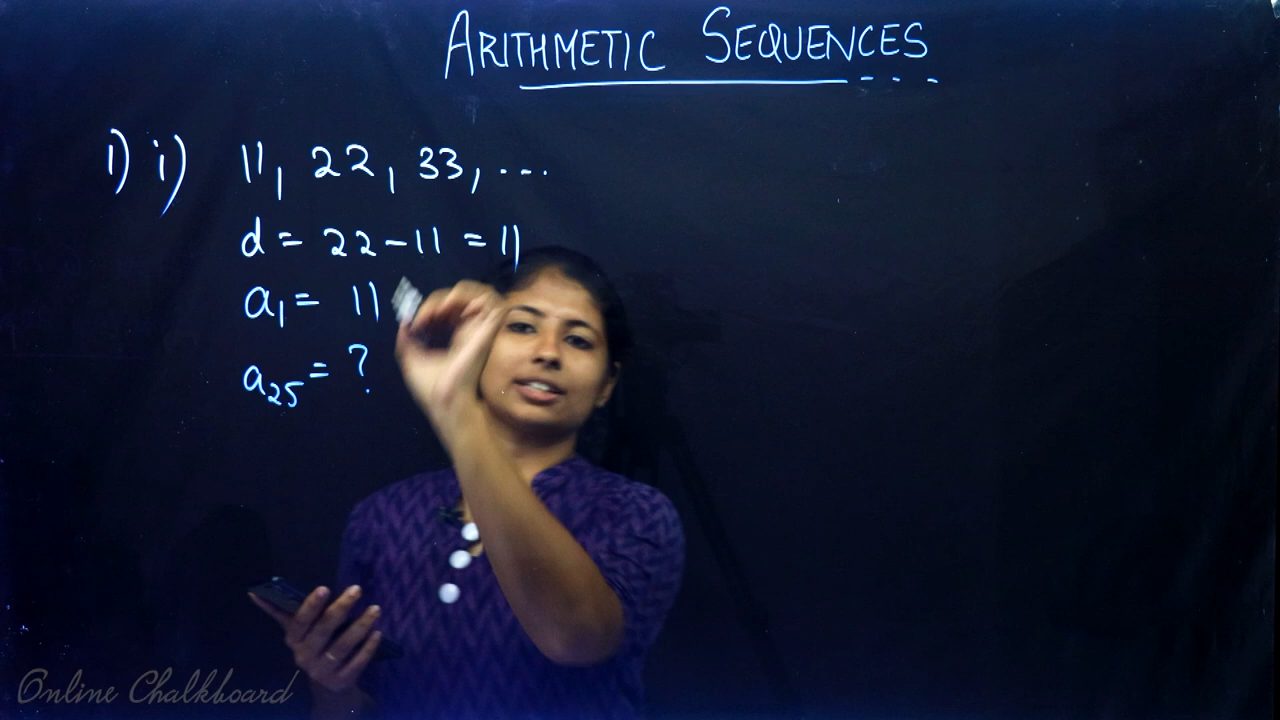 ARITHMETIC SEQUENCES
1) i) 11, 22, 33, ...
d = 22 - 11 = 11
a₁ = 11
a₂₅ = ?
Online Chalkboard